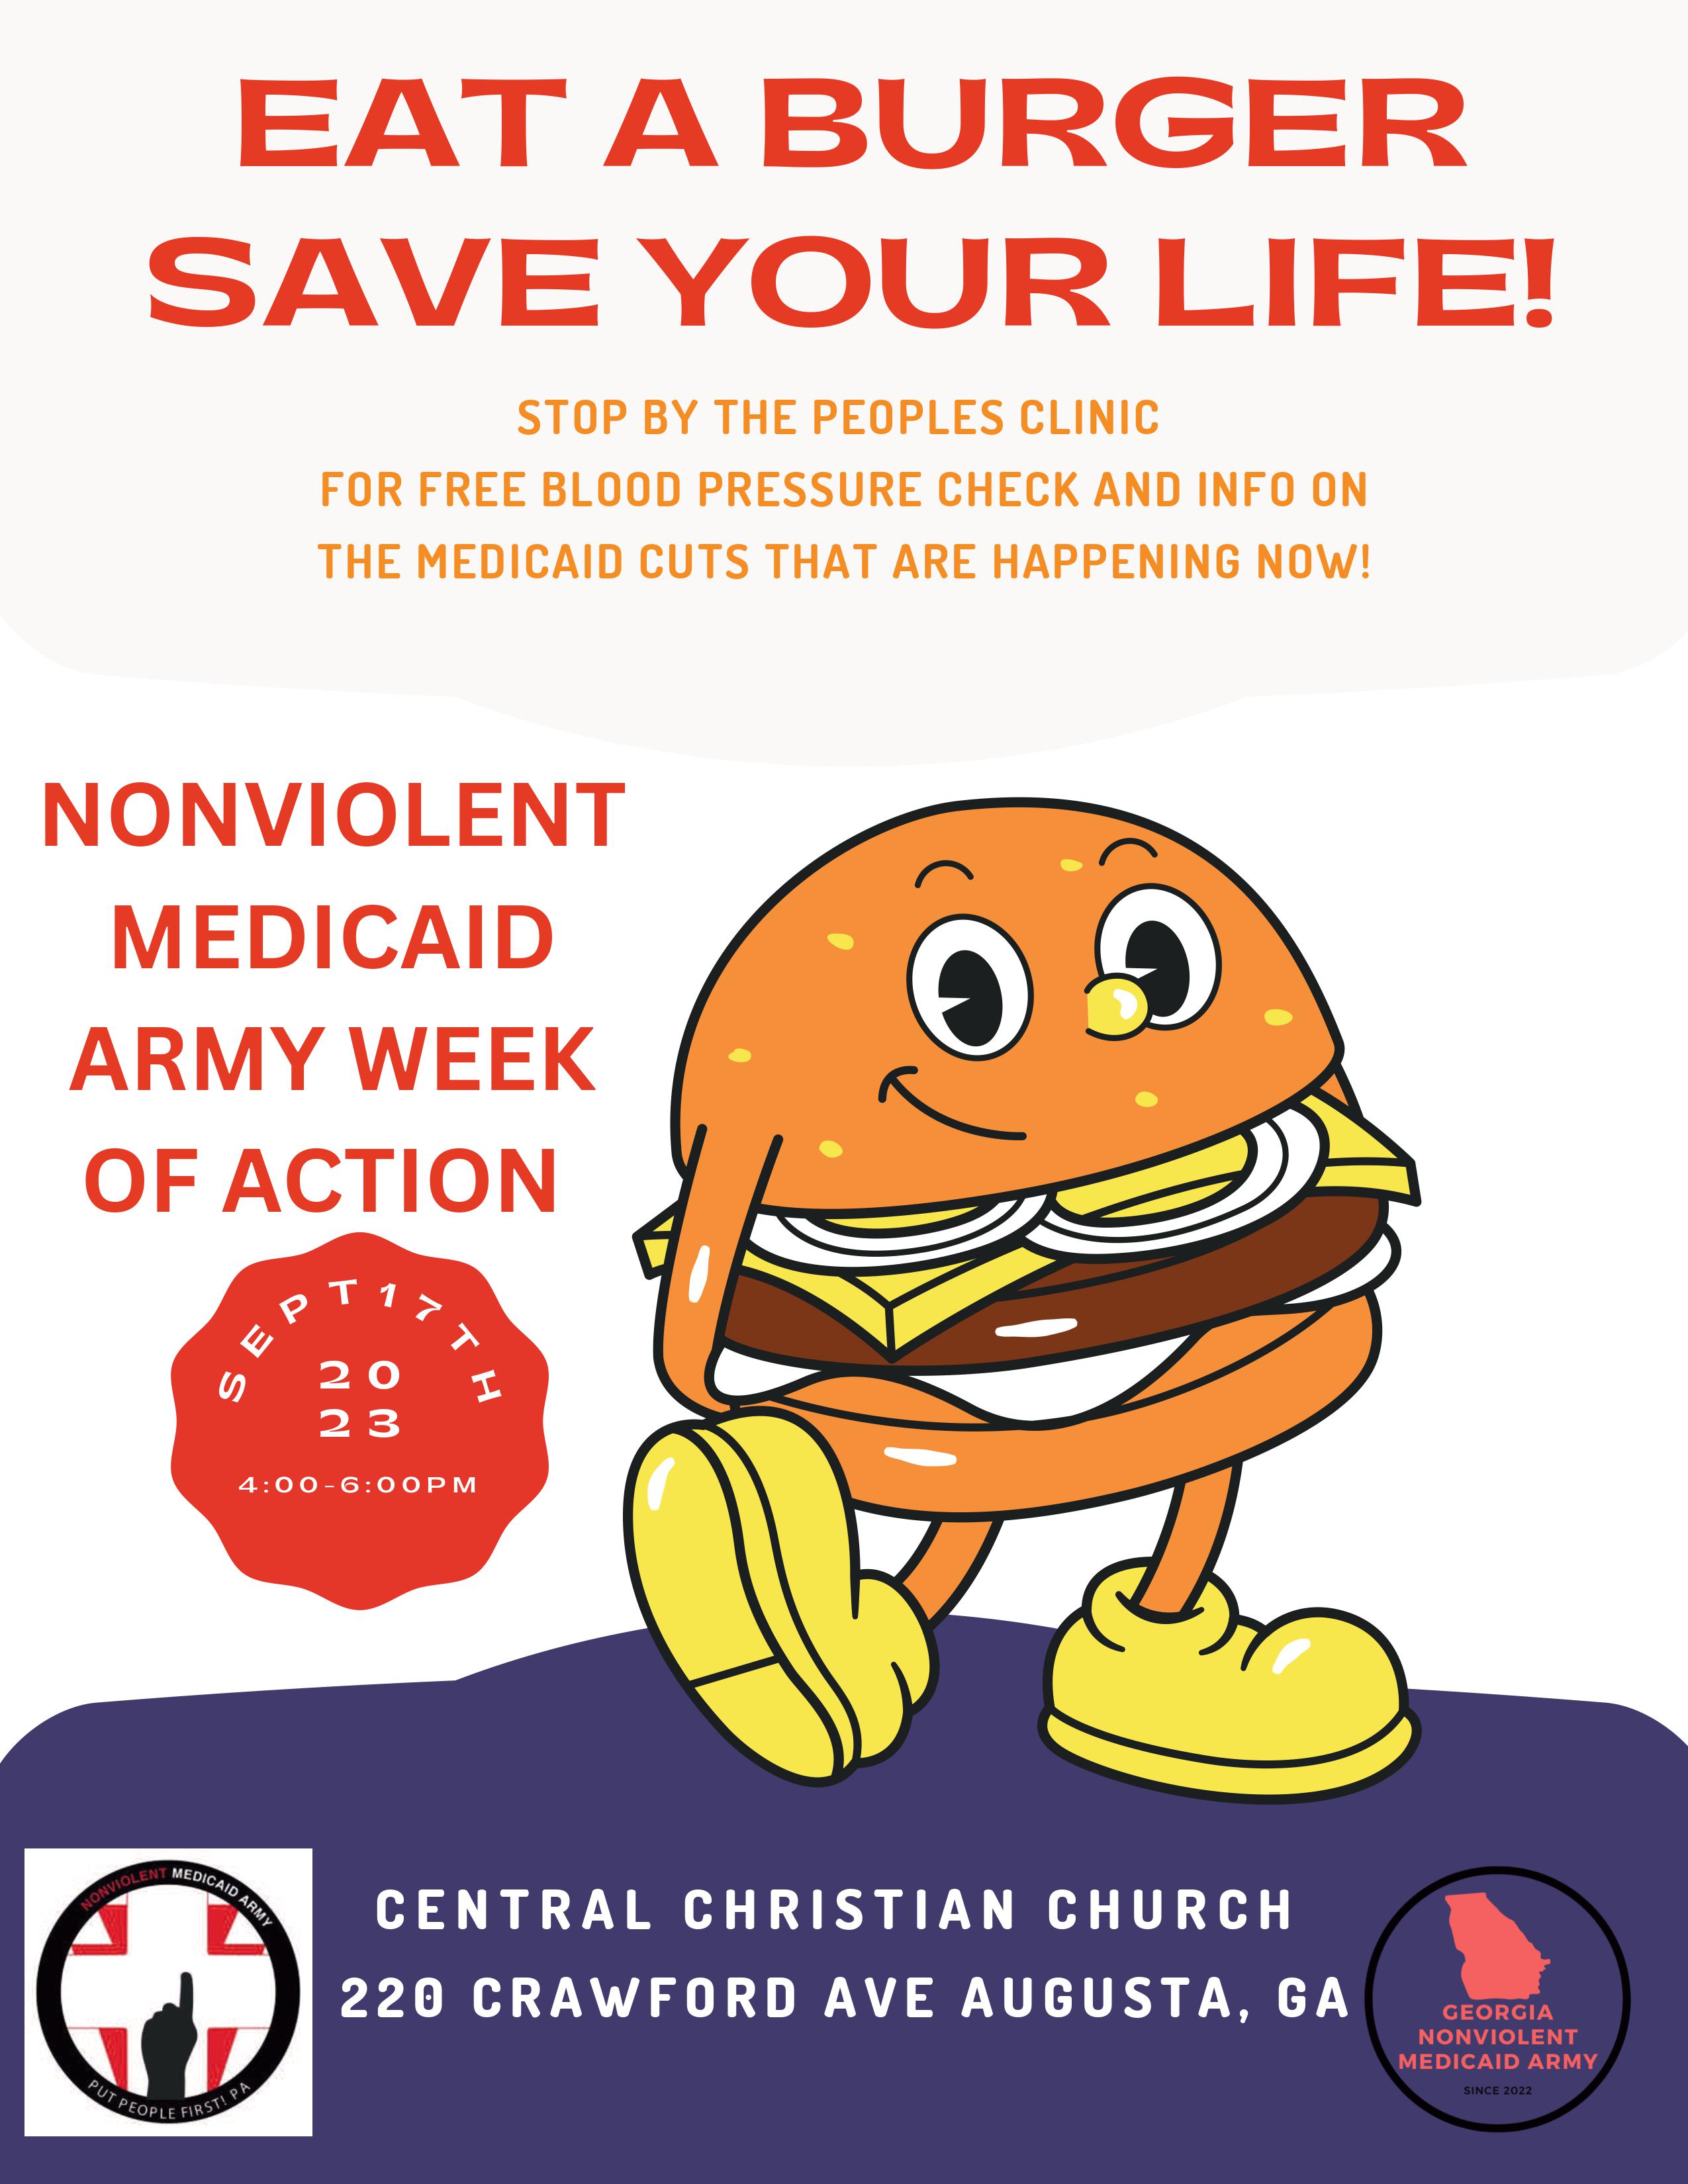 EAT A BURGER
SAVE YOUR LIFE!
STOP BY THE PEOPLES CLINIC
FOR FREE BLOOD PRESSURE CHECK AND INFO ON
THE MEDICAID CUTS THAT ARE HAPPENING NOW!
NONVIOLENT
MEDICAID
ARMY WEEK
OF ACTION
SEPT 17TH
20
23
4:00-6:00PM
NONVIOLENT MEDICAID ARMY
PUT PEOPLE FIRST! PA
CENTRAL CHRISTIAN CHURCH
220 CRAWFORD AVE AUGUSTA, GA
GEORGIA
NONVIOLENT
MEDICAID ARMY
SINCE 2022